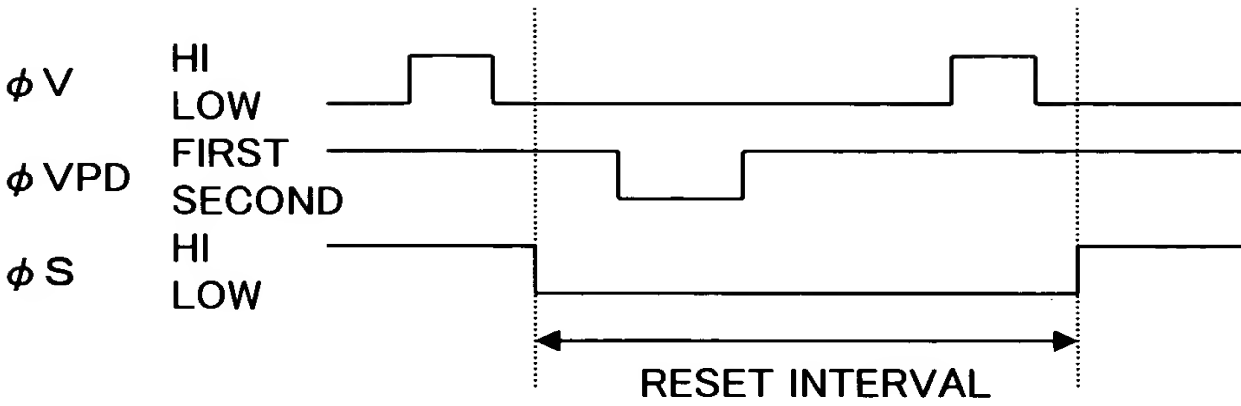 φV HI
LOW
φVPD FIRST
SECOND
φS HI
LOW
RESET INTERVAL